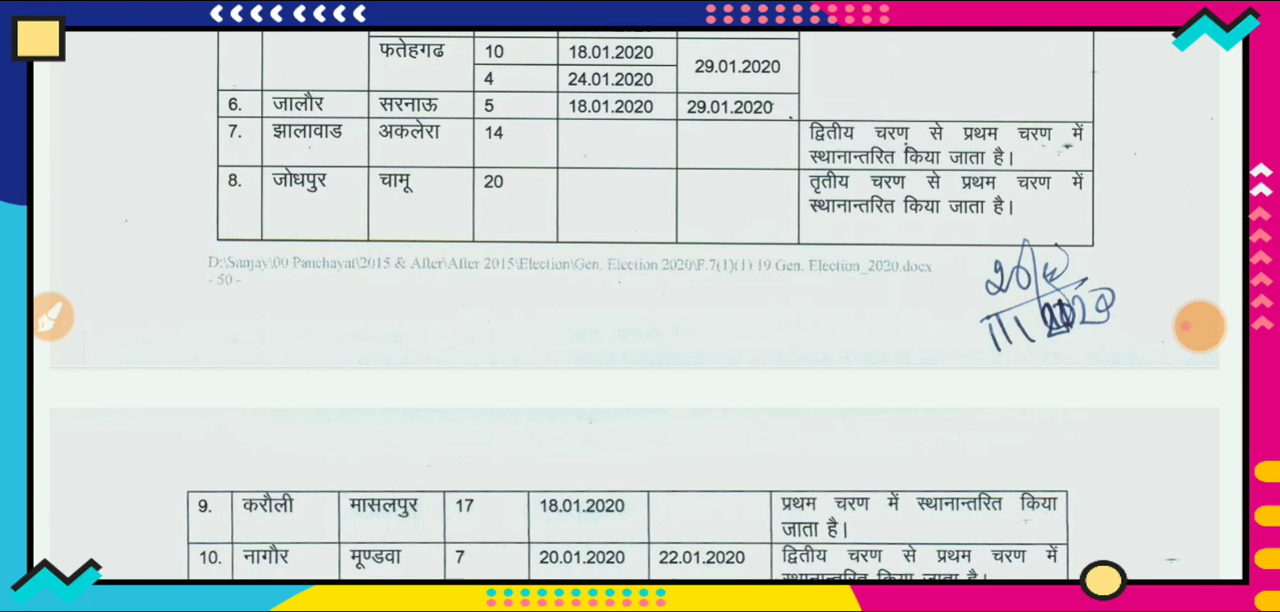 फतेहगढ 10 18.01.2020 29.01.2020
4 24.01.2020
6. जालौर सरनाऊ 5 18.01.2020 29.01.2020
7. झालावाड अकलेरा 14 द्वितीय चरण से प्रथम चरण में
स्थानान्तरित किया जाता है।
8. जोधपुर चामू 20 तृतीय चरण से प्रथम चरण में
स्थानान्तरित किया जाता है।
D:\Sanjay\00 Panchayat\2015 & After\After 2015\Election\Gen. Election 2020\F.7(1)(1) 19 Gen. Election_2020.docx
- 50 -
9. करौली मासलपुर 17 18.01.2020 प्रथम चरण में स्थानान्तरित किया
जाता है।
10. नागौर मूण्डवा 7 20.01.2020 22.01.2020 द्वितीय चरण से प्रथम चरण में
स्थानान्तरित किया जाता है।